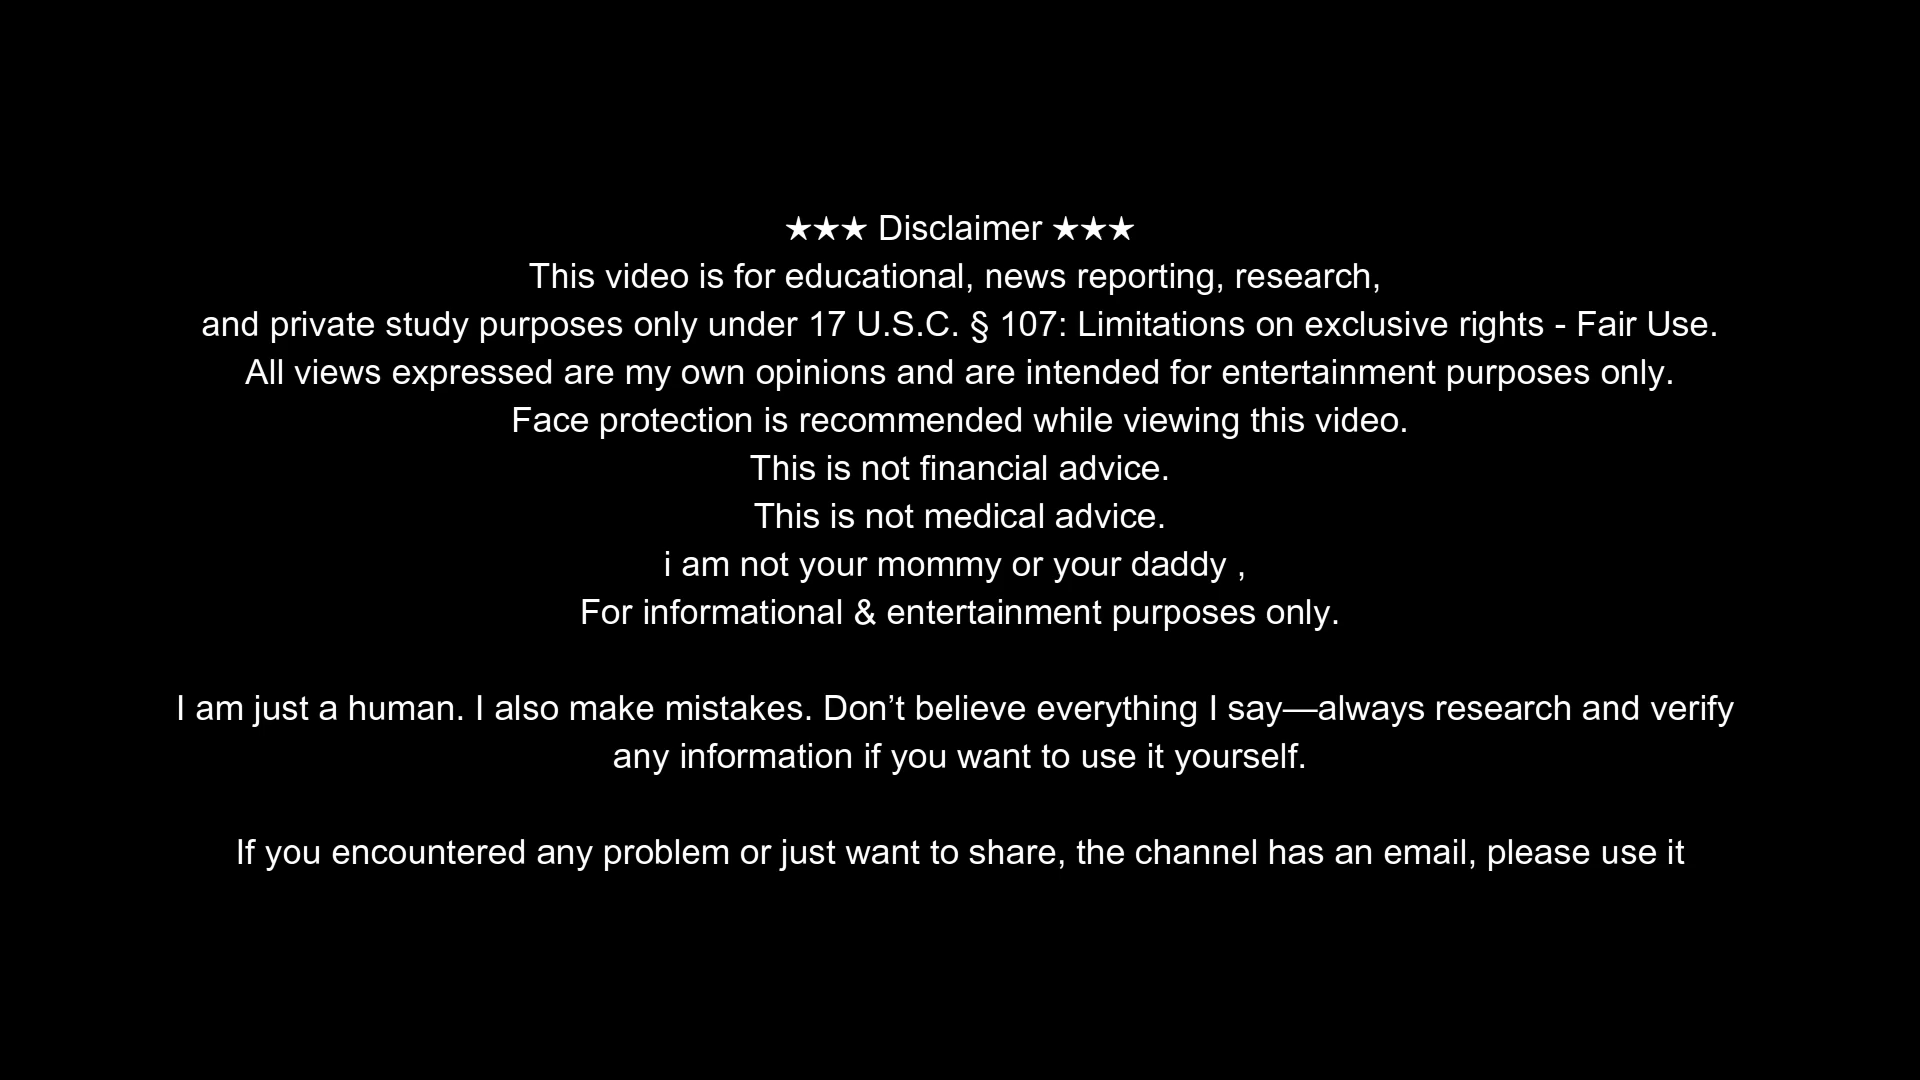 ★★★ Disclaimer ★★★
This video is for educational, news reporting, research,
and private study purposes only under 17 U.S.C. § 107: Limitations on exclusive rights - Fair Use.
All views expressed are my own opinions and are intended for entertainment purposes only.
Face protection is recommended while viewing this video.
This is not financial advice.
This is not medical advice.
i am not your mommy or your daddy ,
For informational & entertainment purposes only.
I am just a human. I also make mistakes. Don’t believe everything I say—always research and verify
any information if you want to use it yourself.
If you encountered any problem or just want to share, the channel has an email, please use it